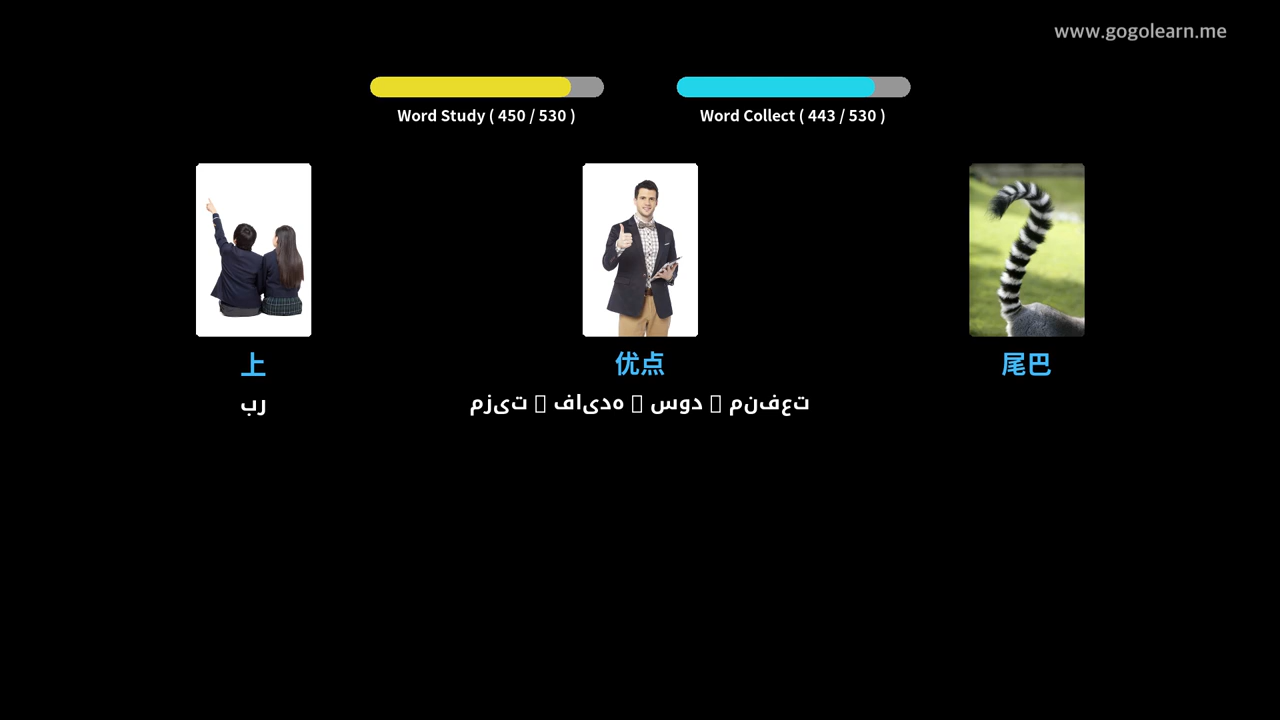 www.gogolearn.me
Word Study ( 450 / 530 )
Word Collect ( 443 / 530 )
上
优点
尾巴
بر
مزیت □ فایده □ سود □ منفعت